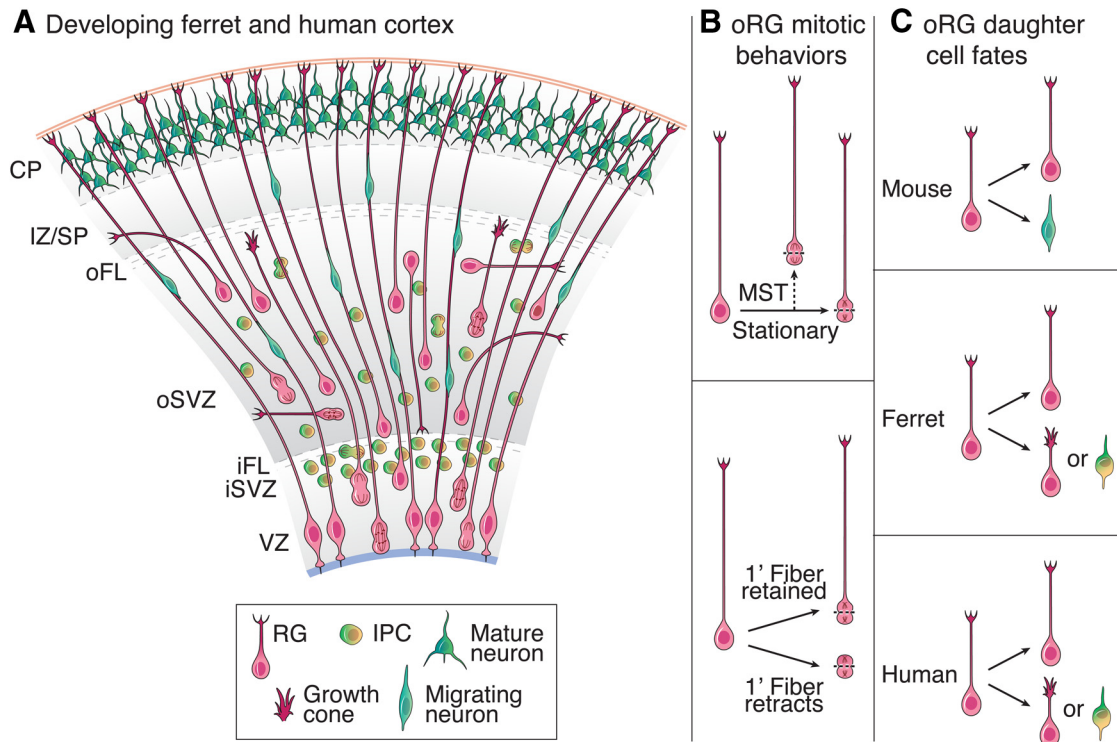 A Developing ferret and human cortex
CP
IZ/SP
oFL
oSVZ
iFL
iSVZ
VZ
RG
IPC
Mature
neuron
Growth
cone
Migrating
neuron
B oRG mitotic
behaviors
MST
Stationary
1' Fiber
retained
1' Fiber
retracts
C oRG daughter
cell fates
Mouse
Ferret
or
Human
or